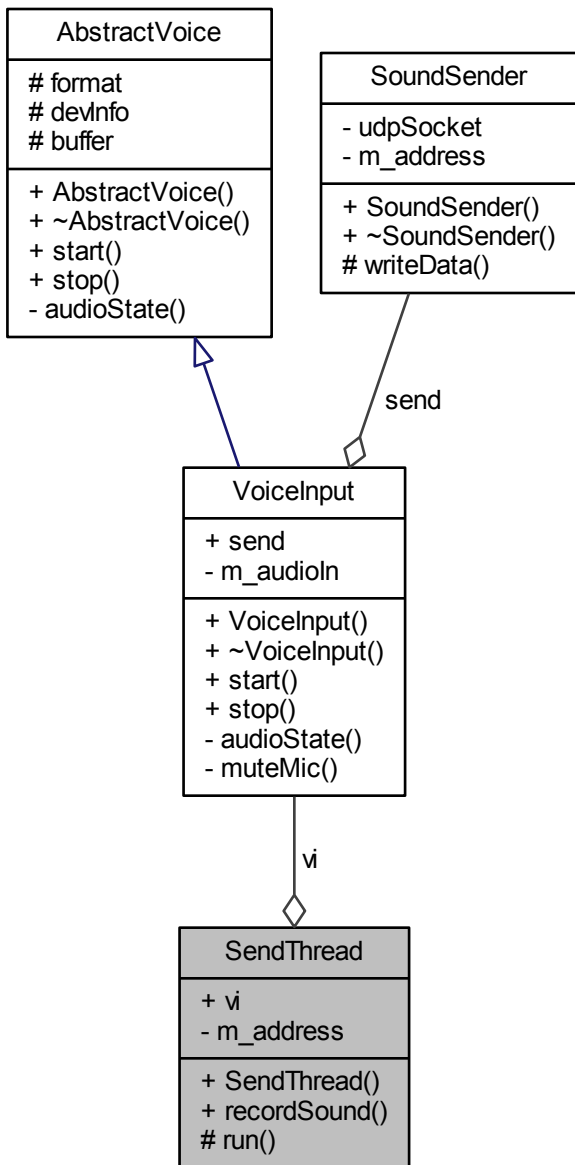 AbstractVoice
# format
# devInfo
# buffer
+ AbstractVoice()
+ ~AbstractVoice()
+ start()
+ stop()
- audioState()
SoundSender
- udpSocket
- m_address
+ SoundSender()
+ ~SoundSender()
# writeData()
send
VoiceInput
+ send
- m_audioIn
+ VoiceInput()
+ ~VoiceInput()
+ start()
+ stop()
- audioState()
- muteMic()
vi
SendThread
+ vi
- m_address
+ SendThread()
+ recordSound()
# run()